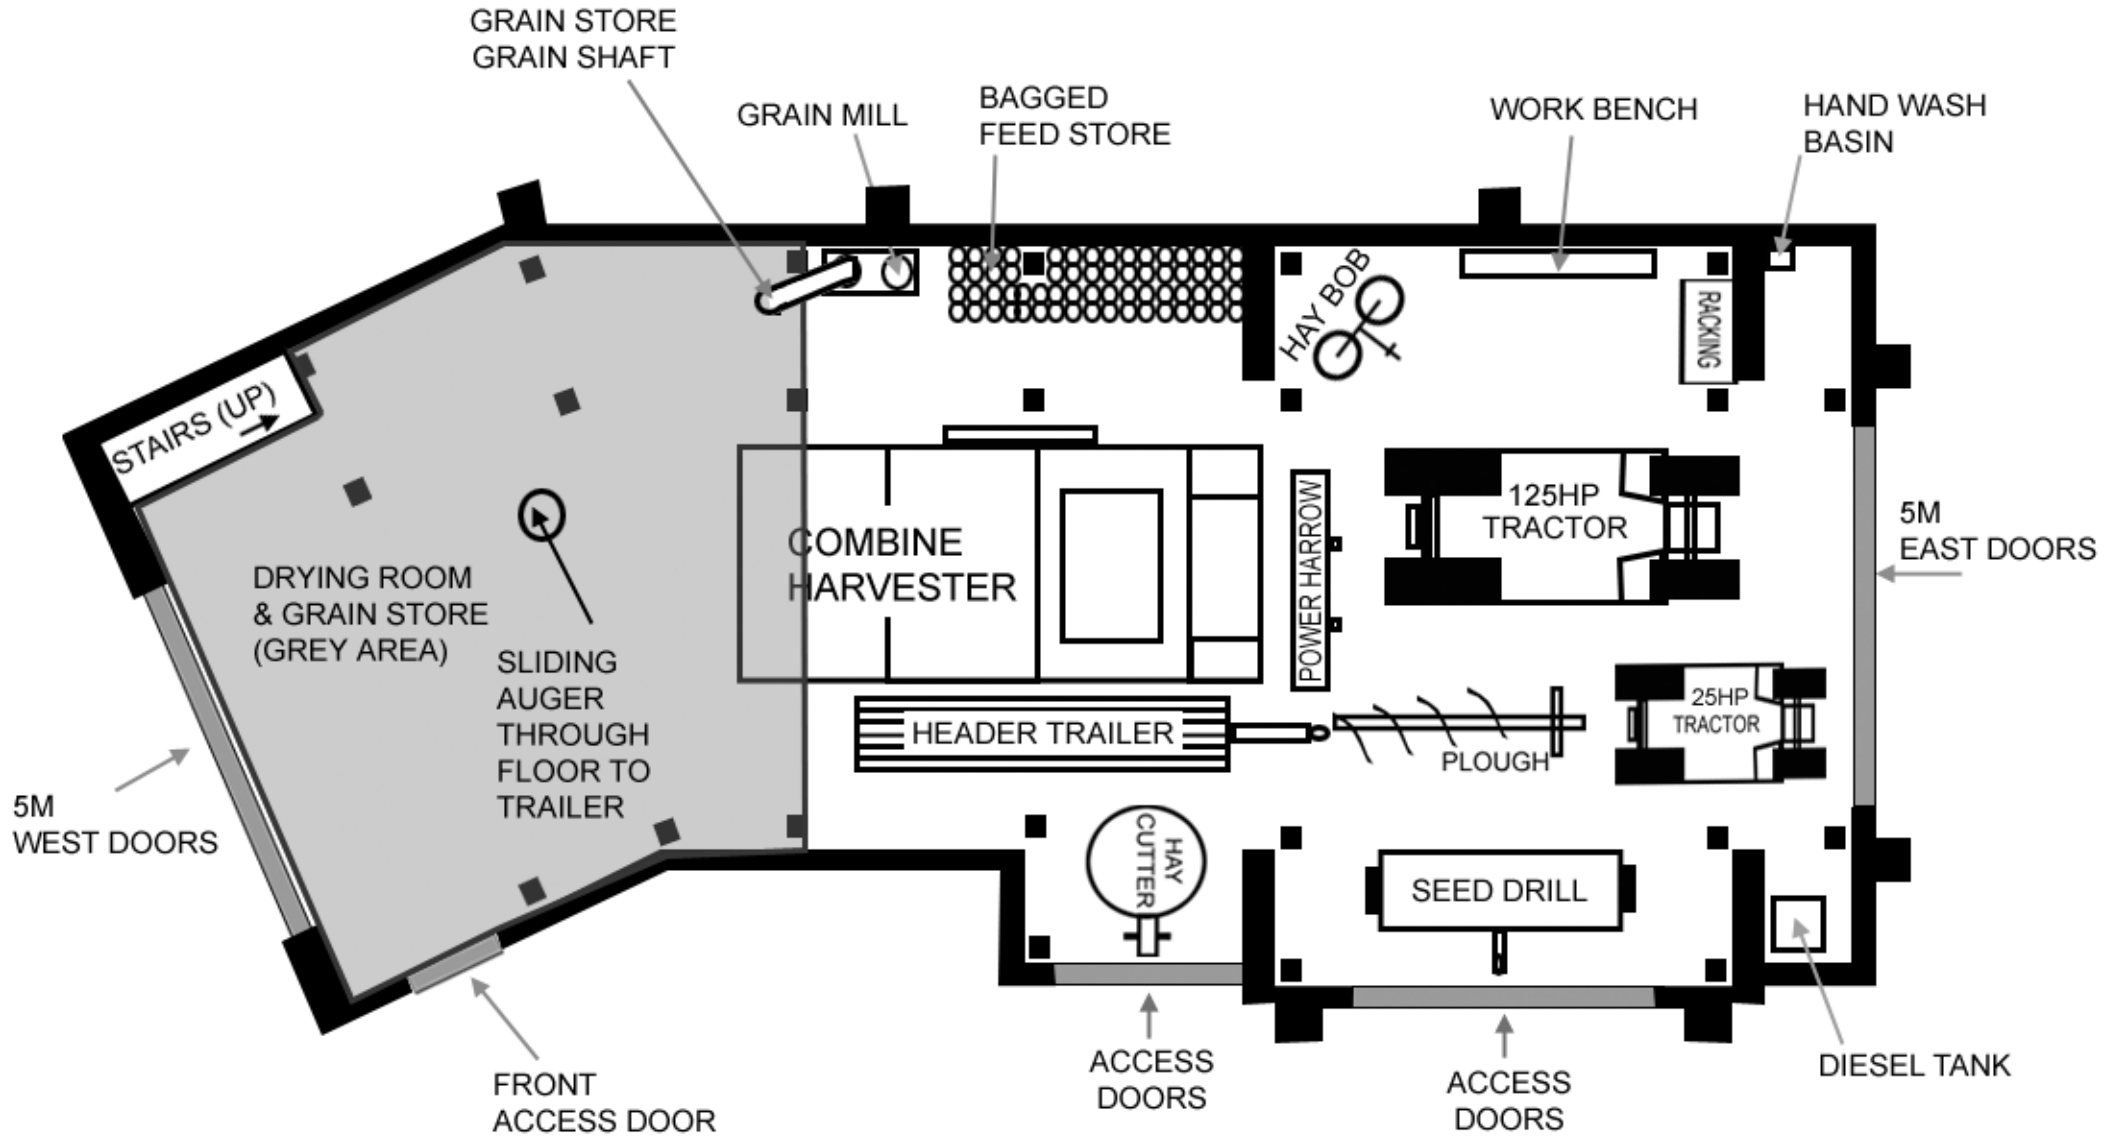 GRAIN STORE
GRAIN SHAFT
GRAIN MILL
BAGGED
FEED STORE
WORK BENCH
HAND WASH
BASIN
HAY BOB
RACKING
STAIRS (UP)
125HP
TRACTOR
5M
EAST DOORS
COMBINE
HARVESTER
POWER HARROW
DRYING ROOM
& GRAIN STORE
(GREY AREA)
SLIDING
AUGER
THROUGH
FLOOR TO
TRAILER
25HP
TRACTOR
HEADER TRAILER
PLOUGH
5M
WEST DOORS
HAY
CUTTER
SEED DRILL
FRONT
ACCESS DOOR
ACCESS
DOORS
ACCESS
DOORS
DIESEL TANK